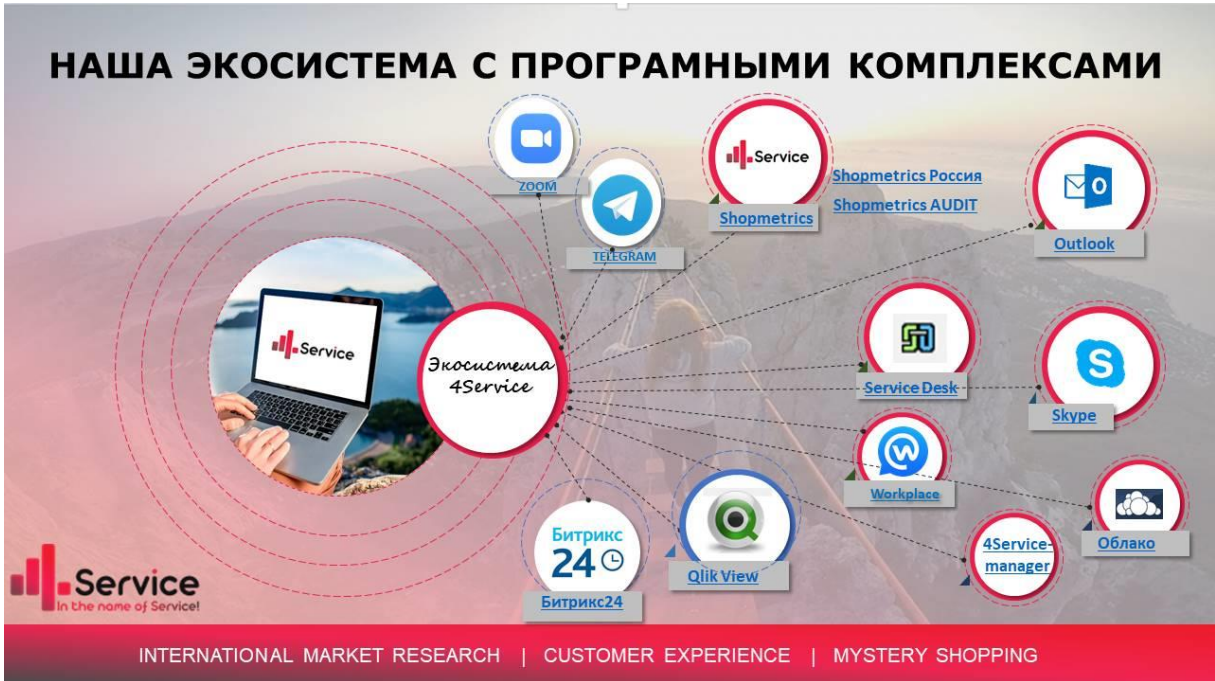 НАША ЭКОСИСТЕМА С ПРОГРАМНЫМИ КОМПЛЕКСАМИ
ZOOM
TELEGRAM
Service
Shopmetrics
Shopmetrics Россия
Shopmetrics AUDIT
Outlook
Service
Экосистема
4Service
Service Desk
Skype
Workplace
Облако
4Service-
manager
Qlik View
Битрикс
24
Битрикс24
Service
In the name of Service!
INTERNATIONAL MARKET RESEARCH | CUSTOMER EXPERIENCE | MYSTERY SHOPPING